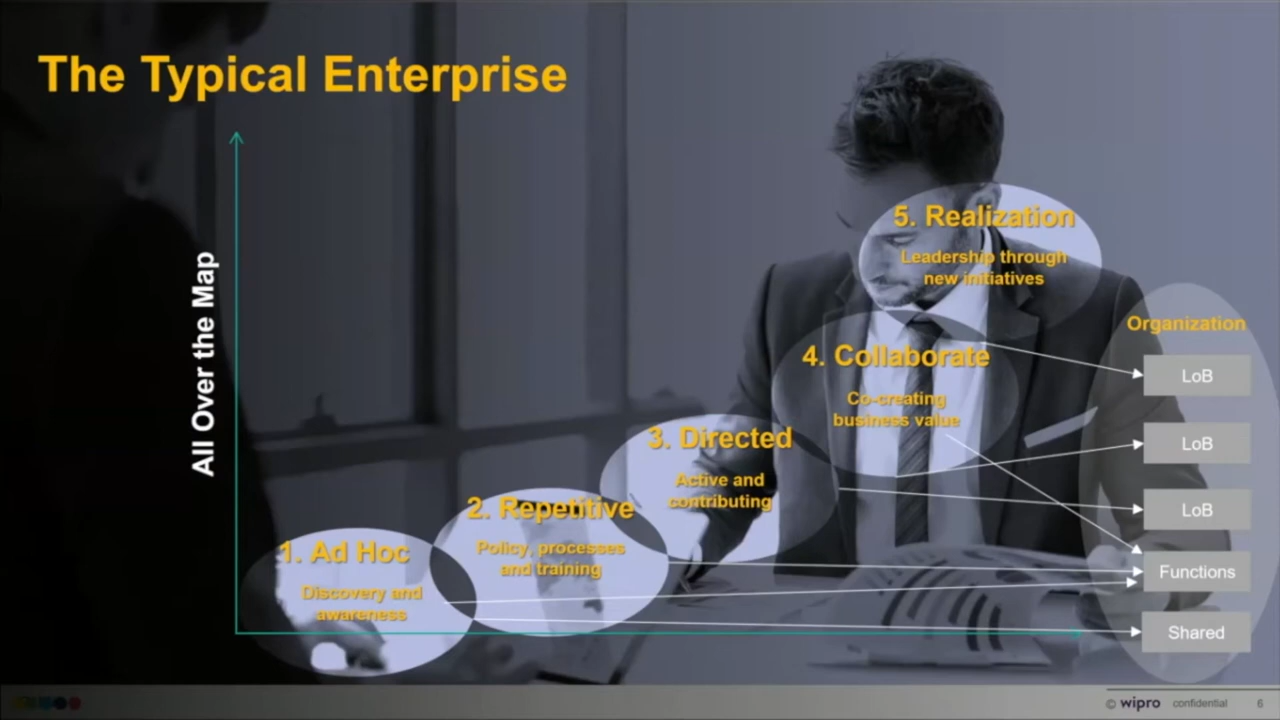 The Typical Enterprise
All Over the Map
5. Realization
Leadership through
new initiatives
4. Collaborate
Co-creating
business value
3. Directed
Active and
contributing
2. Repetitive
Policy, processes
and training
1. Ad Hoc
Discovery and
awareness
Organization
LoB
LoB
LoB
Functions
Shared
© wipro confidential 6